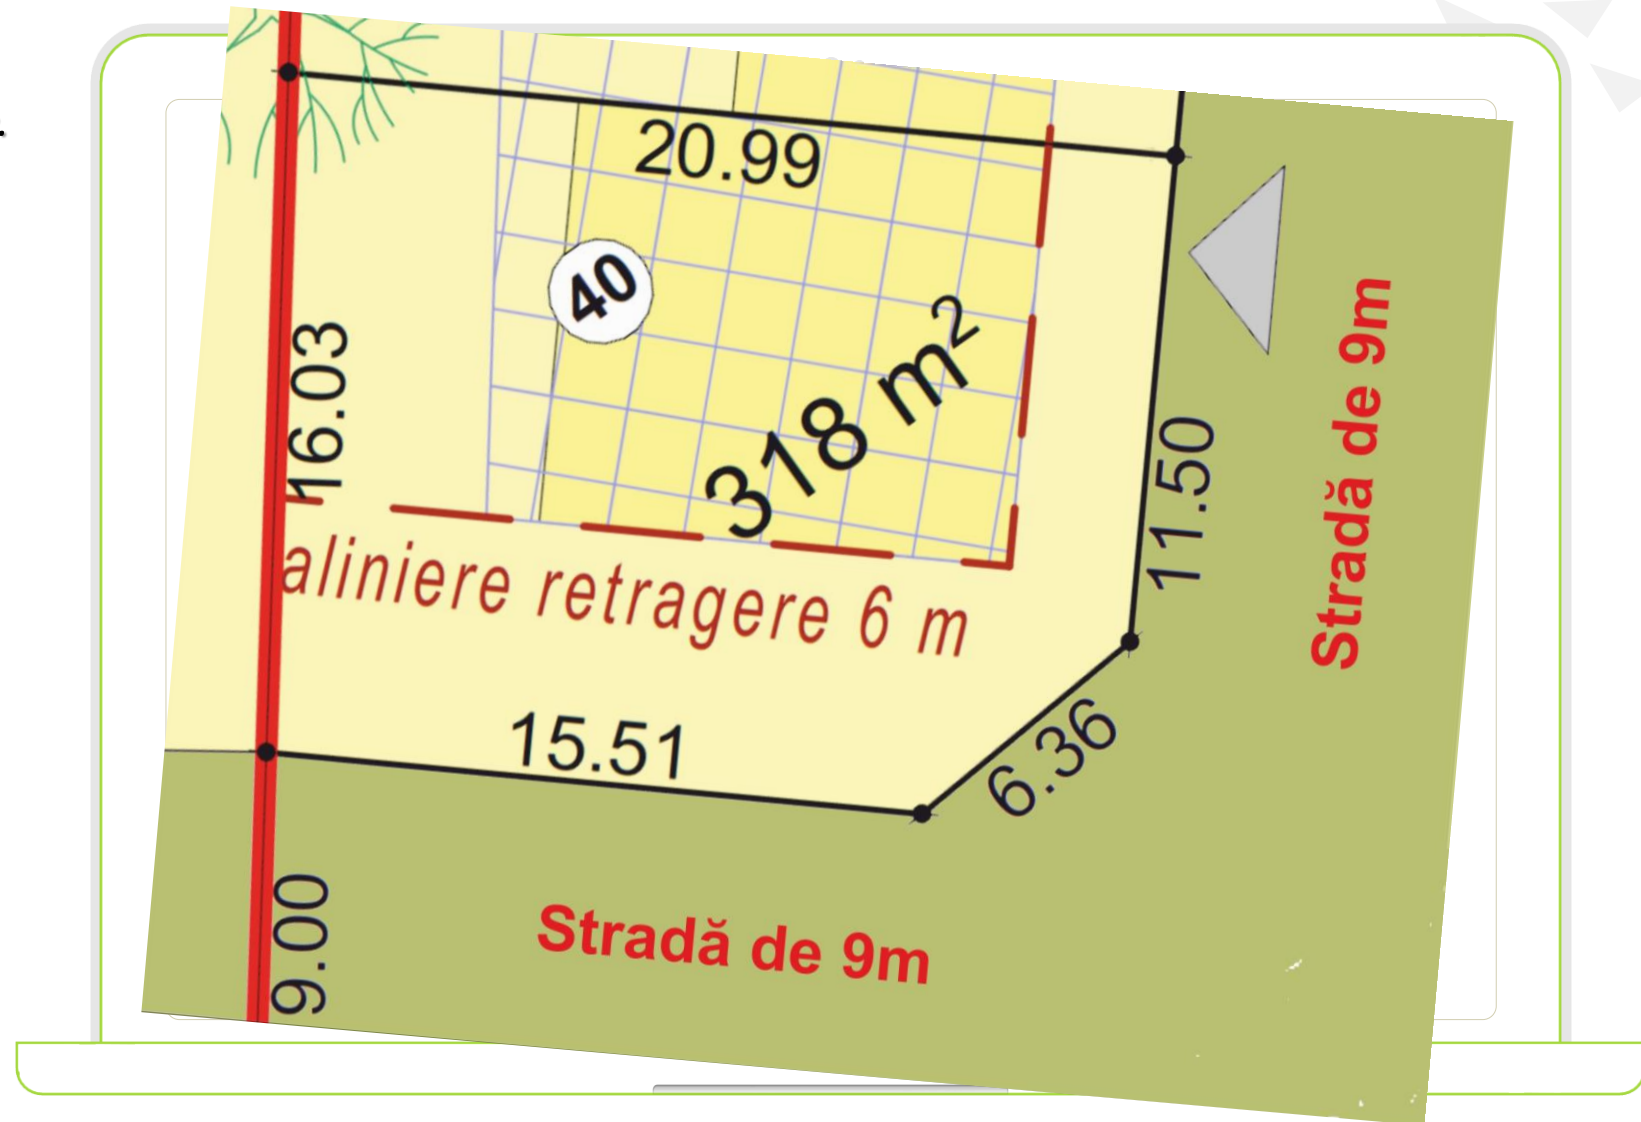 20.99
40
16.03
318 m²
Stradă de 9m
11.50
aliniere retragere 6 m
15.51
6.36
9.00
Stradă de 9m